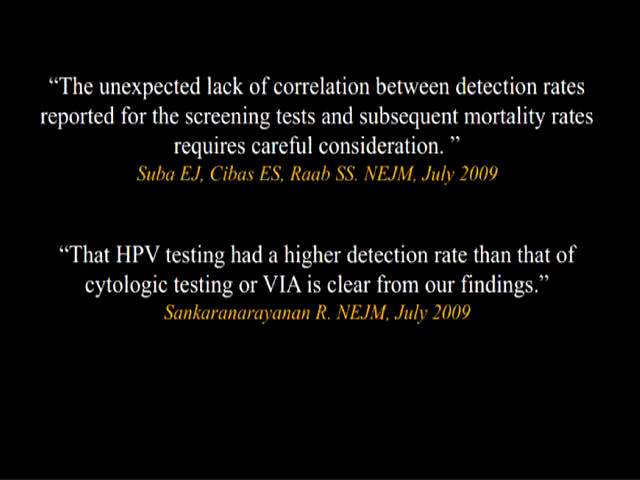 “The unexpected lack of correlation between detection rates
reported for the screening tests and subsequent mortality rates
requires careful consideration. ”
Suba EJ, Cibas ES, Raab SS. NEJM, July 2009
“That HPV testing had a higher detection rate than that of
cytologic testing or VIA is clear from our findings.”
Sankaranarayanan R. NEJM, July 2009